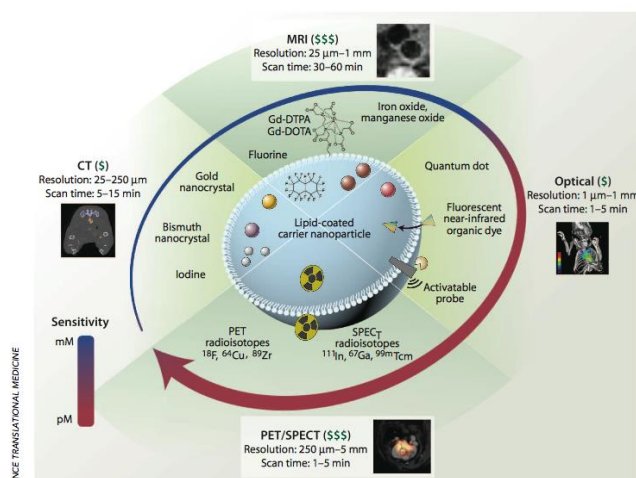 MRI ($$$)
Resolution: 25 µm–1 mm
Scan time: 30–60 min
Gd-DTPA
Gd-DOTA
Iron oxide,
manganese oxide
Fluorine
CT ($)
Resolution: 25–250 µm
Scan time: 5–15 min
Gold
nanocrystal
Quantum dot
Optical ($)
Resolution: 1 µm–1 mm
Scan time: 1–5 min
Bismuth
nanocrystal
Lipid-coated
carrier nanoparticle
Fluorescent
near-infrared
organic dye
Iodine
Activatable
probe
Sensitivity
mM
pM
PET
radioisotopes
18F, 64Cu, 89Zr
SPECT
radioisotopes
111In, 67Ga, 99mTcm
PET/SPECT ($$$)
Resolution: 250 µm–5 mm
Scan time: 1–5 min
NCE TRANSLATIONAL MEDICINE